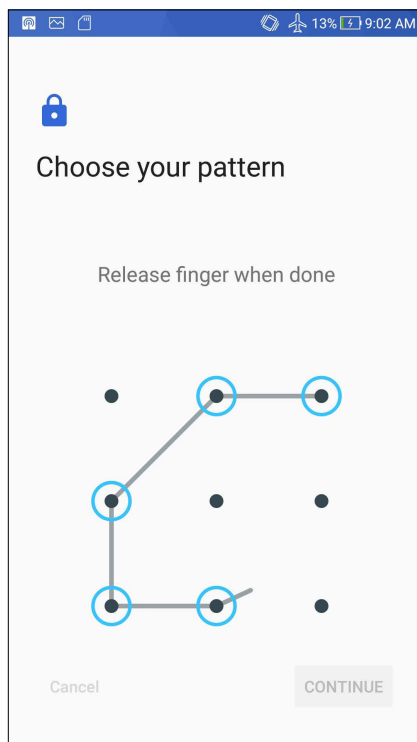 13% 9:02 AM
Choose your pattern
Release finger when done
Cancel
CONTINUE